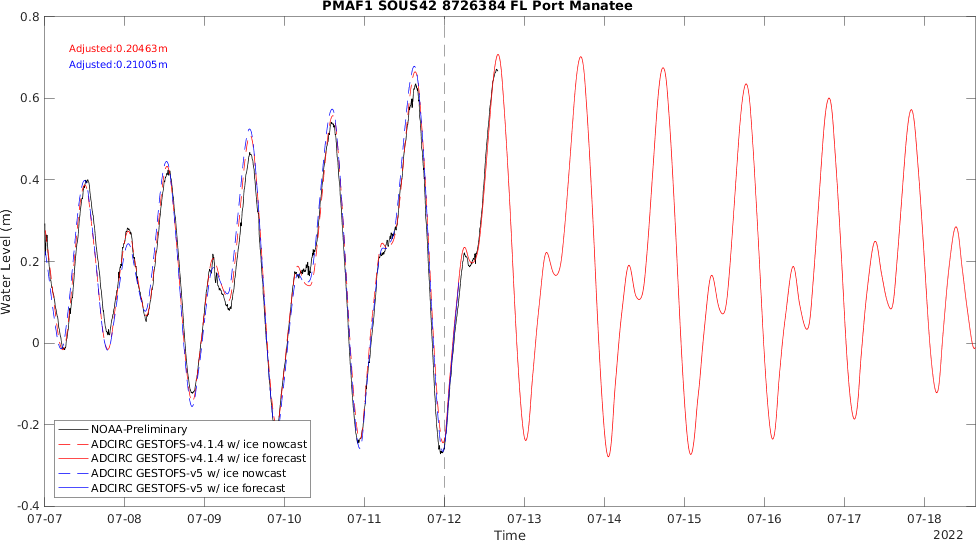 PMAF1 SOUS42 8726384 FL Port Manatee
0.8
Adjusted:0.20463m
Adjusted:0.21005m
0.6
0.4
Water Level (m)
0.2
0
-0.2
NOAA-Preliminary
ADCIRC GESTOFS-v4.1.4 w/ ice nowcast
ADCIRC GESTOFS-v4.1.4 w/ ice forecast
ADCIRC GESTOFS-v5 w/ ice nowcast
ADCIRC GESTOFS-v5 w/ ice forecast
-0.4
07-07 07-08 07-09 07-10 07-11 07-12 07-13 07-14 07-15 07-16 07-17 07-18
Time
2022